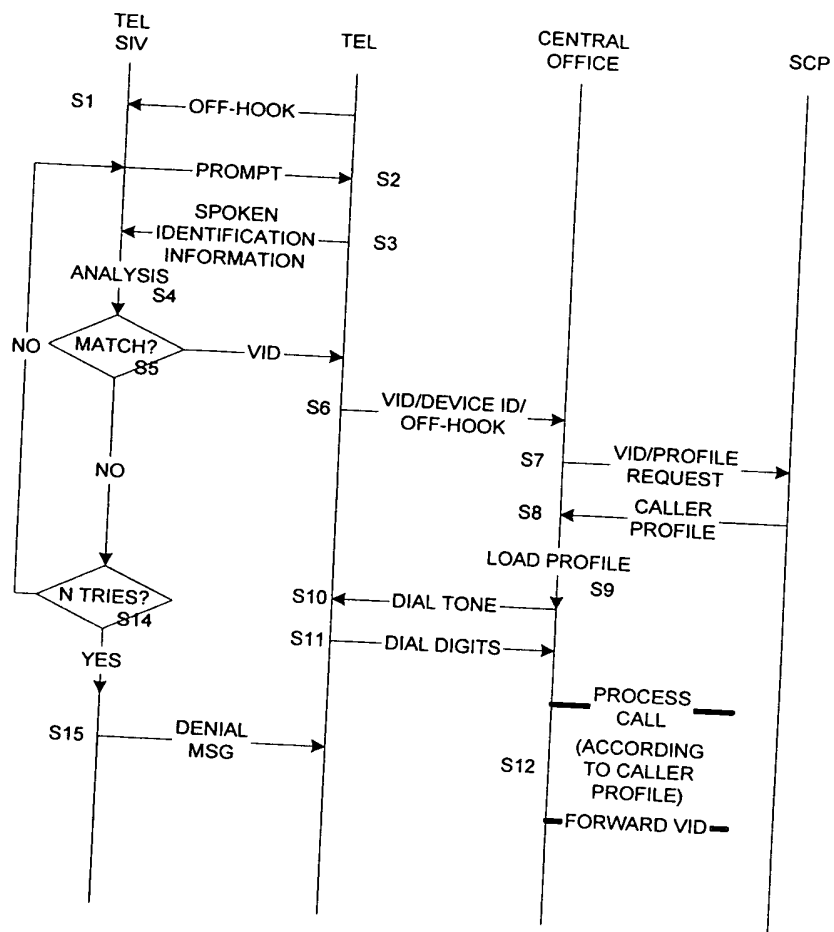 TEL
SIV
TEL
CENTRAL
OFFICE
SCP
S1
OFF-HOOK
PROMPT
S2
SPOKEN
IDENTIFICATION
INFORMATION
S3
ANALYSIS
S4
NO
MATCH?
S5
VID
S6
VID/DEVICE ID/
OFF-HOOK
S7
VID/PROFILE
REQUEST
NO
S8
CALLER
PROFILE
LOAD PROFILE
S9
N TRIES?
S14
S10
DIAL TONE
S11
DIAL DIGITS
YES
PROCESS
CALL
S15
DENIAL
MSG
S12
(ACCORDING
TO CALLER
PROFILE)
FORWARD VID